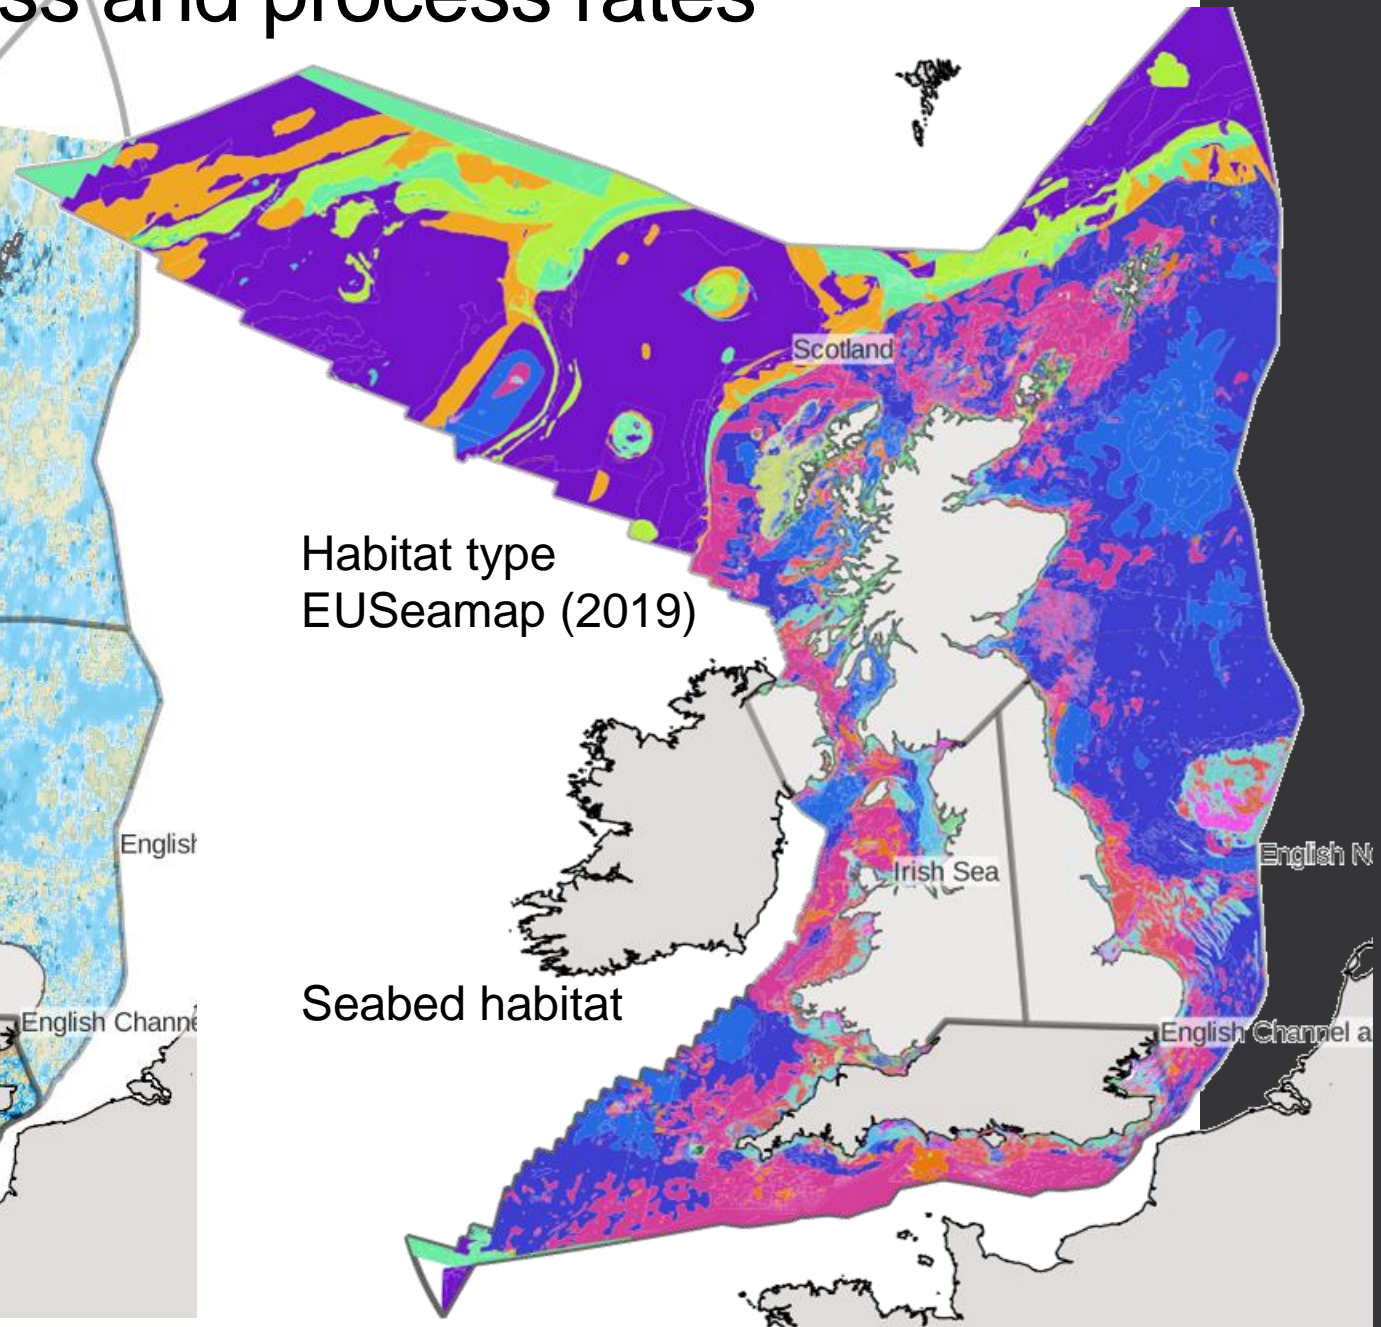 ss and process rates
Scotland
Habitat type
EUSeamap (2019)
English
English N
Irish Sea
Seabed habitat
English Channe
English Channel a